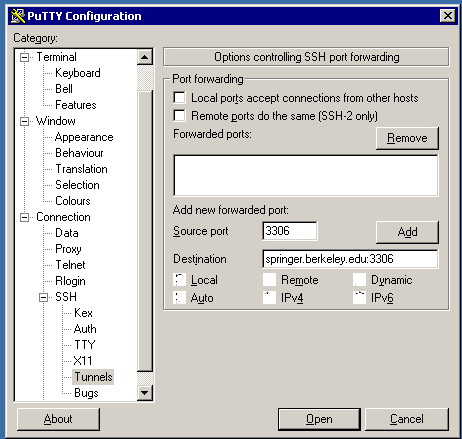 PuTTY Configuration
Category:
Terminal
Keyboard
Bell
Features
Window
Appearance
Behaviour
Translation
Selection
Colours
Connection
Data
Proxy
Telnet
Rlogin
SSH
Kex
Auth
TTY
X11
Tunnels
Bugs
Options controlling SSH port forwarding
Port forwarding
Local ports accept connections from other hosts
Remote ports do the same (SSH-2 only)
Forwarded ports:
Remove
Add new forwarded port:
Source port 3306 Add
Destination springer.berkeley.edu:3306
Local Remote Dynamic
Auto IPv4 IPv6
About Open Cancel